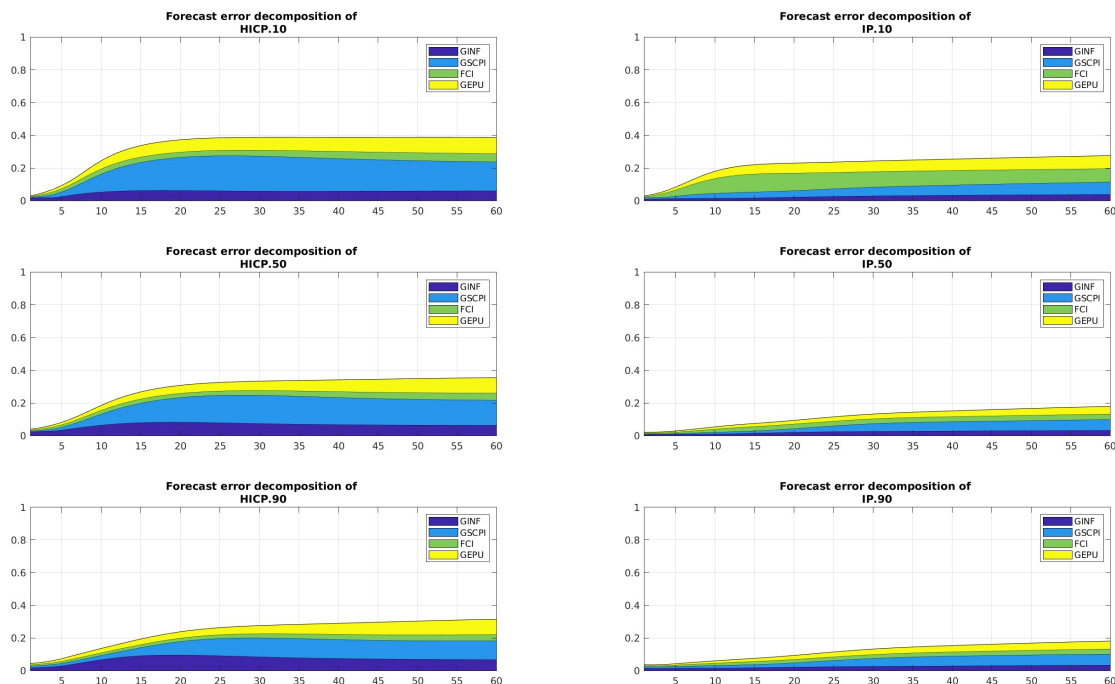 Forecast error decomposition of
HICP.10
1
0.8
0.6
0.4
0.2
0
5 10 15 20 25 30 35 40 45 50 55 60
GINF
GSCPI
FCI
GEPU
Forecast error decomposition of
IP.10
1
0.8
0.6
0.4
0.2
0
5 10 15 20 25 30 35 40 45 50 55 60
GINF
GSCPI
FCI
GEPU
Forecast error decomposition of
HICP.50
1
0.8
0.6
0.4
0.2
0
5 10 15 20 25 30 35 40 45 50 55 60
GINF
GSCPI
FCI
GEPU
Forecast error decomposition of
IP.50
1
0.8
0.6
0.4
0.2
0
5 10 15 20 25 30 35 40 45 50 55 60
GINF
GSCPI
FCI
GEPU
Forecast error decomposition of
HICP.90
1
0.8
0.6
0.4
0.2
0
5 10 15 20 25 30 35 40 45 50 55 60
GINF
GSCPI
FCI
GEPU
Forecast error decomposition of
IP.90
1
0.8
0.6
0.4
0.2
0
5 10 15 20 25 30 35 40 45 50 55 60
GINF
GSCPI
FCI
GEPU